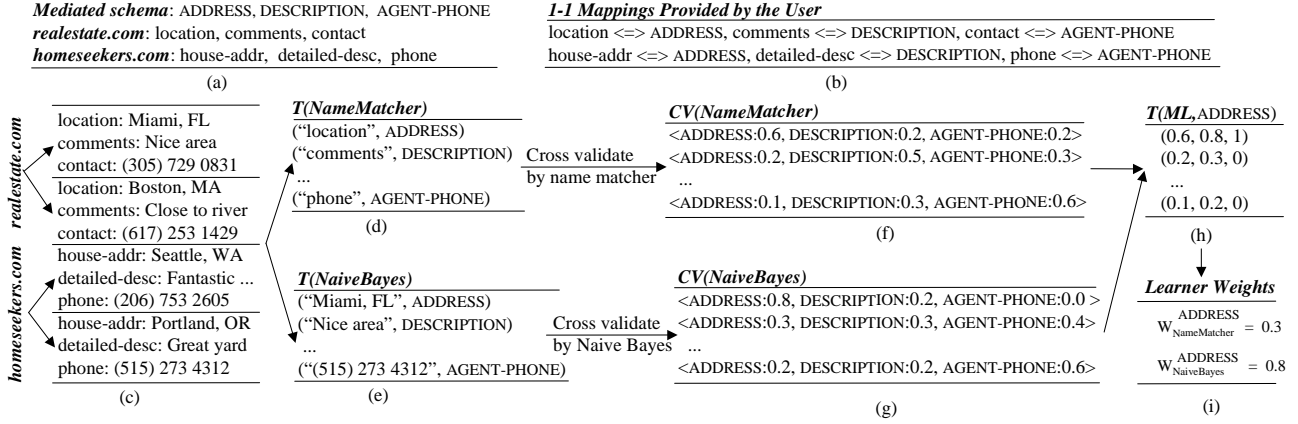 Mediated schema: ADDRESS, DESCRIPTION, AGENT-PHONE
realestate.com: location, comments, contact
homeseekers.com: house-addr, detailed-desc, phone
(a)
1-1 Mappings Provided by the User
location <=> ADDRESS, comments <=> DESCRIPTION, contact <=> AGENT-PHONE
house-addr <=> ADDRESS, detailed-desc <=> DESCRIPTION, phone <=> AGENT-PHONE
(b)
realestate.com
location: Miami, FL
comments: Nice area
contact: (305) 729 0831
location: Boston, MA
comments: Close to river
contact: (617) 253 1429
homeseekers.com
house-addr: Seattle, WA
detailed-desc: Fantastic ...
phone: (206) 753 2605
house-addr: Portland, OR
detailed-desc: Great yard
phone: (515) 273 4312
(c)
T(NameMatcher)
(“location”, ADDRESS)
(“comments”, DESCRIPTION)
...
(“phone”, AGENT-PHONE)
(d)
T(NaiveBayes)
(“Miami, FL”, ADDRESS)
(“Nice area”, DESCRIPTION)
...
(“(515) 273 4312”, AGENT-PHONE)
(e)
Cross validate
by name matcher
Cross validate
by Naive Bayes
CV(NameMatcher)
<ADDRESS:0.6, DESCRIPTION:0.2, AGENT-PHONE:0.2>
<ADDRESS:0.2, DESCRIPTION:0.5, AGENT-PHONE:0.3>
...
<ADDRESS:0.1, DESCRIPTION:0.3, AGENT-PHONE:0.6>
(f)
CV(NaiveBayes)
<ADDRESS:0.8, DESCRIPTION:0.2, AGENT-PHONE:0.0 >
<ADDRESS:0.3, DESCRIPTION:0.3, AGENT-PHONE:0.4>
...
<ADDRESS:0.2, DESCRIPTION:0.2, AGENT-PHONE:0.6>
(g)
T(ML,ADDRESS)
(0.6, 0.8, 1)
(0.2, 0.3, 0)
...
(0.1, 0.2, 0)
(h)
Learner Weights
W ADDRESS NameMatcher = 0.3
W ADDRESS NaiveBayes = 0.8
(i)